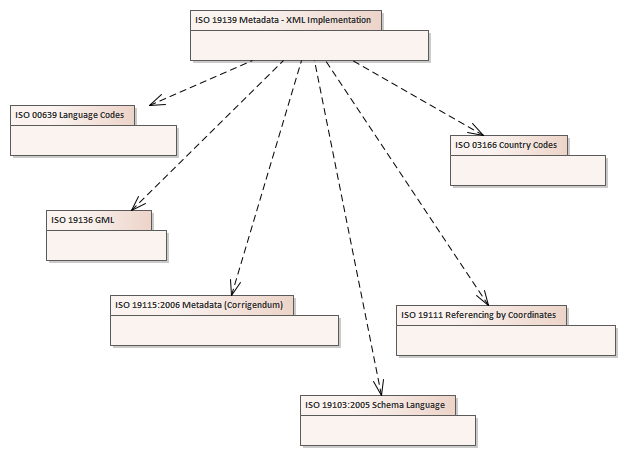 ISO 19139 Metadata - XML Implementation
ISO 00639 Language Codes
ISO 03166 Country Codes
ISO 19136 GML
ISO 19115:2006 Metadata (Corrigendum)
ISO 19111 Referencing by Coordinates
ISO 19103:2005 Schema Language